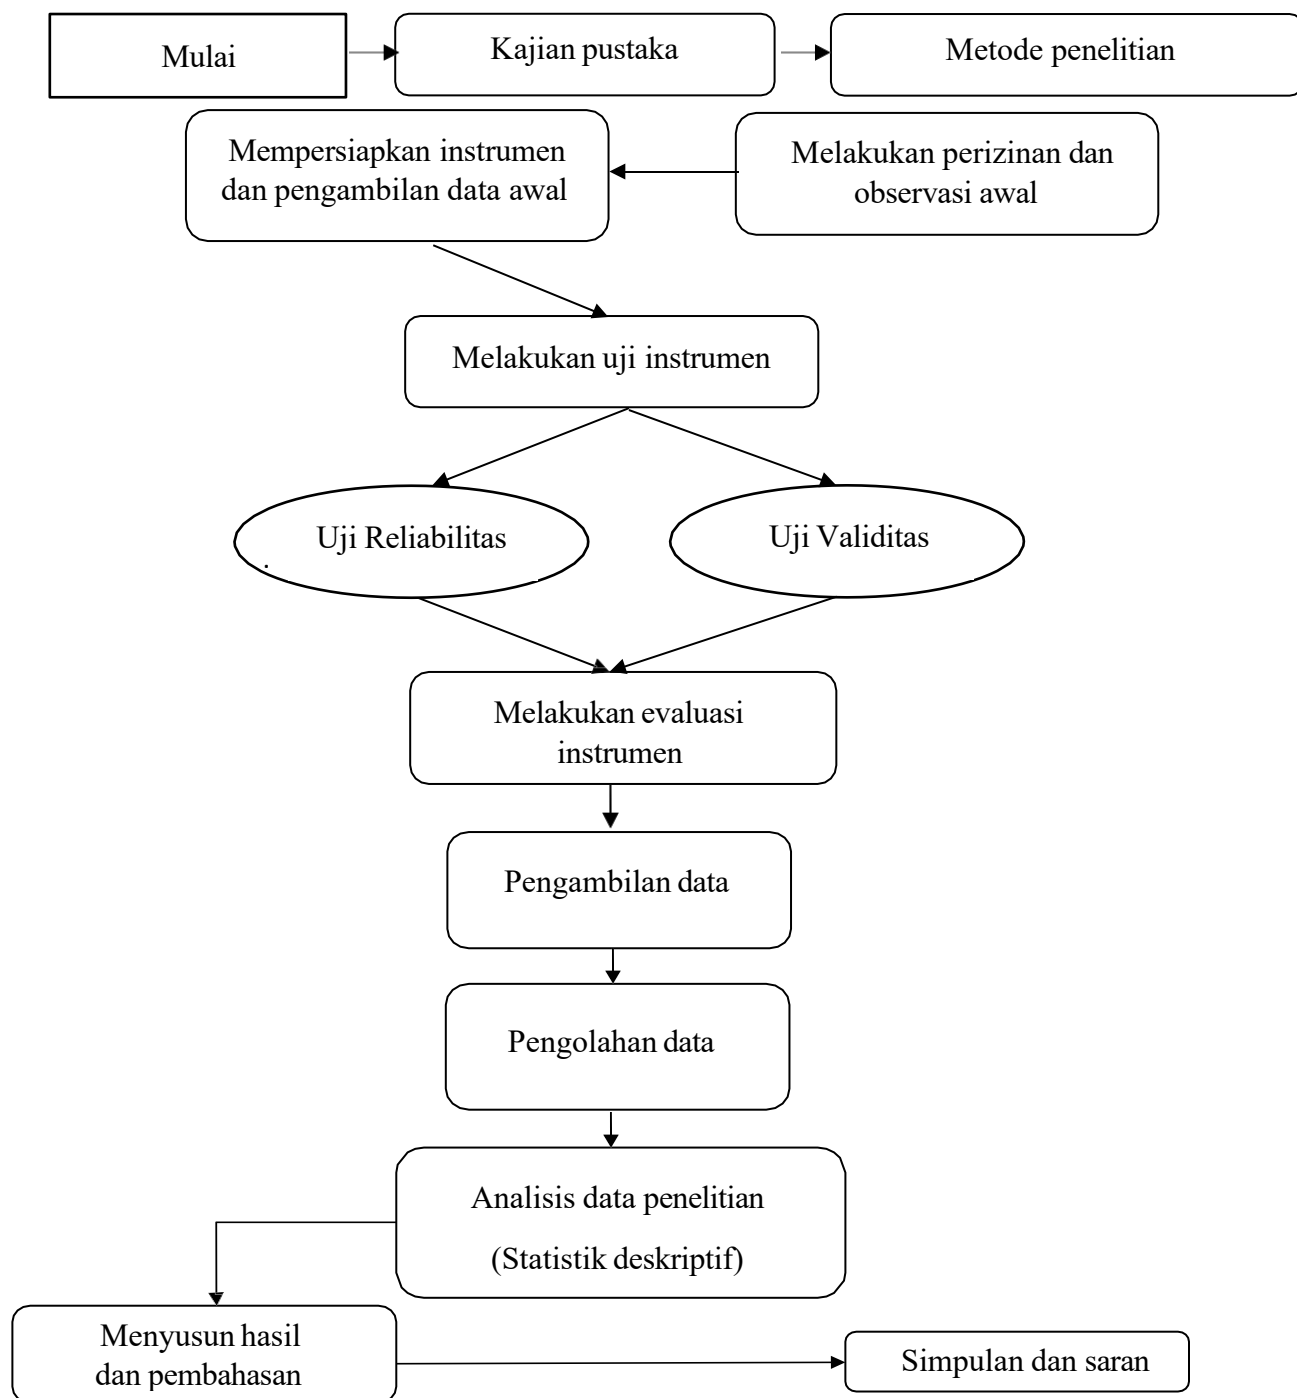 Mulai
Kajian pustaka
Metode penelitian
Mempersiapkan instrumen
dan pengambilan data awal
Melakukan perizinan dan
observasi awal
Melakukan uji instrumen
Uji Reliabilitas
.
Uji Validitas
Melakukan evaluasi
instrumen
Pengambilan data
Pengolahan data
Analisis data penelitian
(Statistik deskriptif)
Menyusun hasil
dan pembahasan
Simpulan dan saran